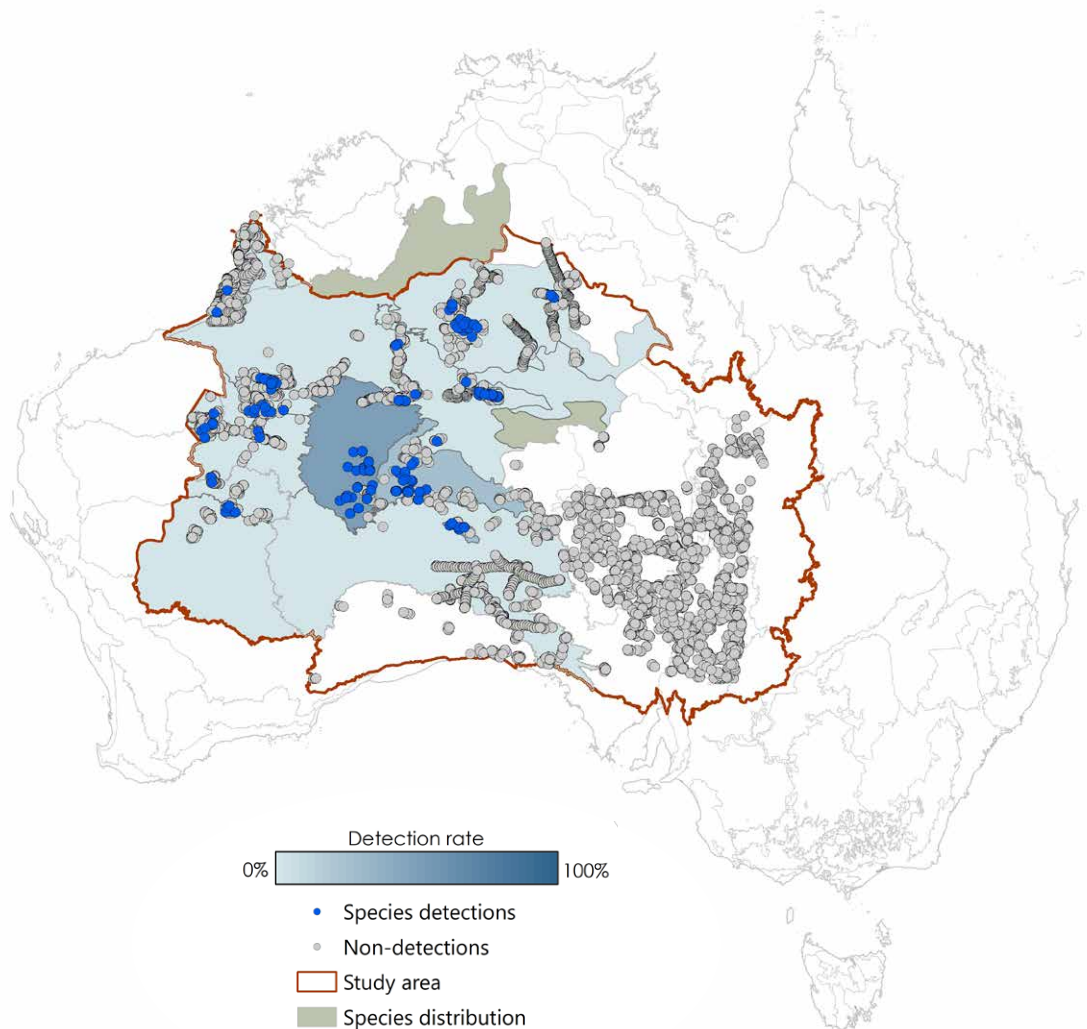 Detection rate
0% 100%
Species detections
Non-detections
Study area
Species distribution